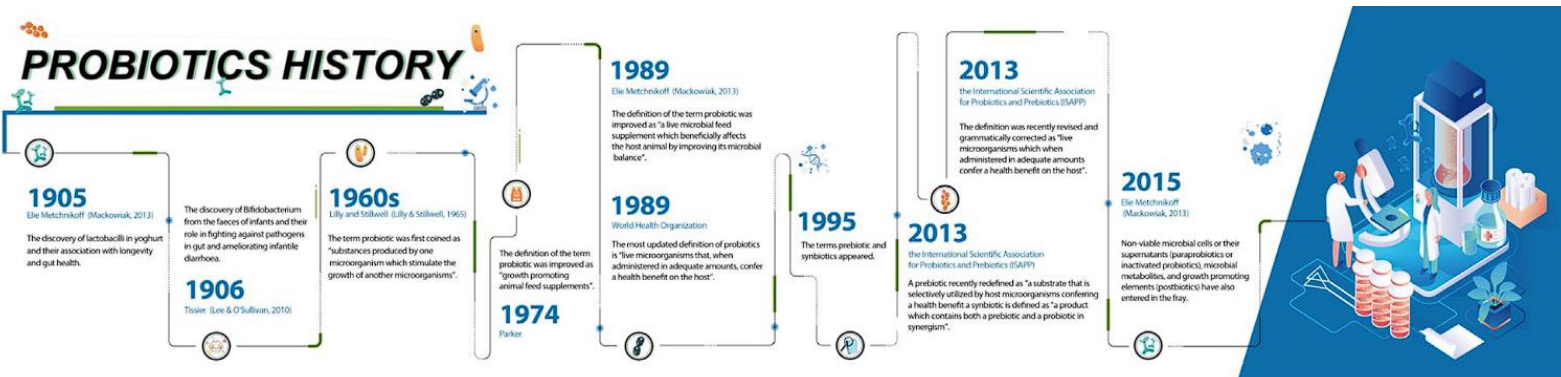 PROBIOTICS HISTORY
1905
Elie Metchnikoff (Mackowiak, 2013)
The discovery of lactobacilli in yoghurt
and their association with longevity
and gut health.
The discovery of Bifidobacterium
from the faeces of infants and their
role in fighting against pathogens
in gut and ameliorating infantile
diarrhoea.
1906
Tissier (Lee & O'Sullivan, 2010)
1960s
Lilly and Stillwell (Lilly & Stillwell, 1965)
The term probiotic was first coined as
"substances produced by one
microorganism which stimulate the
growth of another microorganisms".
The definition of the term
probiotic was improved as
"growth promoting
animal feed supplements".
1974
Parker
1989
Elie Metchnikoff (Mackowiak, 2013)
The definition of the term probiotic was
improved as "a live microbial feed
supplement which beneficially affects
the host animal by improving its microbial
balance".
1989
World Health Organization
The most updated definition of probiotics
is "live microorganisms that, when
administered in adequate amounts, confer
a health benefit on the host".
1995
The terms prebiotic and
synbiotics appeared.
2013
the International Scientific Association
for Probiotics and Prebiotics (ISAPP)
The definition was recently revised and
grammatically corrected as "live
microorganisms which when
administered in adequate amounts
confer a health benefit on the host".
2013
the International Scientific Association
for Probiotics and Prebiotics (ISAPP)
A prebiotic recently redefined as "a substrate that is
selectively utilized by host microorganisms conferring
a health benefit a synbiotic is defined as "a product
which contains both a prebiotic and a probiotic in
synergism".
2015
Elie Metchnikoff
(Mackowiak, 2013)
Non-viable microbial cells or their
supernatants (paraprobiotics or
inactivated probiotics), microbial
metabolites, and growth promoting
elements (postbiotics) have also
entered in the fray.